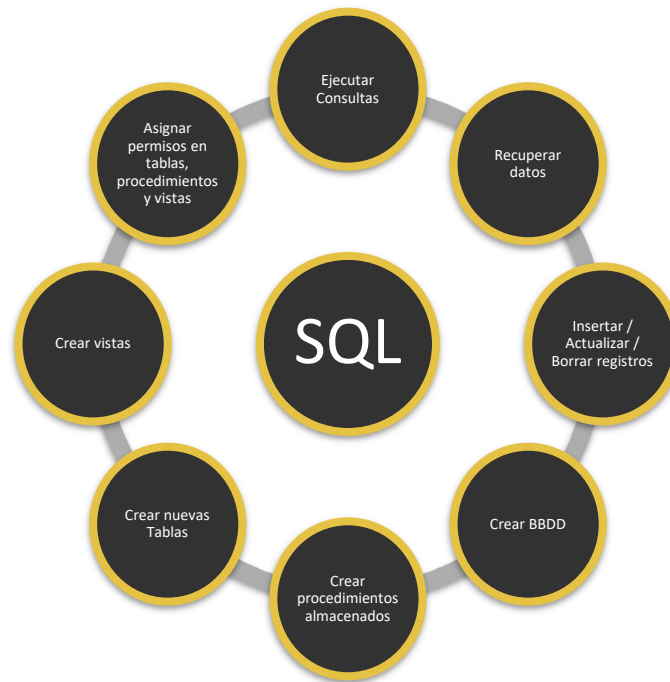 Ejecutar
Consultas
Recuperar
datos
Insertar /
Actualizar /
Borrar registros
Crear BBDD
Crear
procedimientos
almacenados
Crear nuevas
Tablas
Crear vistas
Asignar
permisos en
tablas,
procedimientos
y vistas
SQL